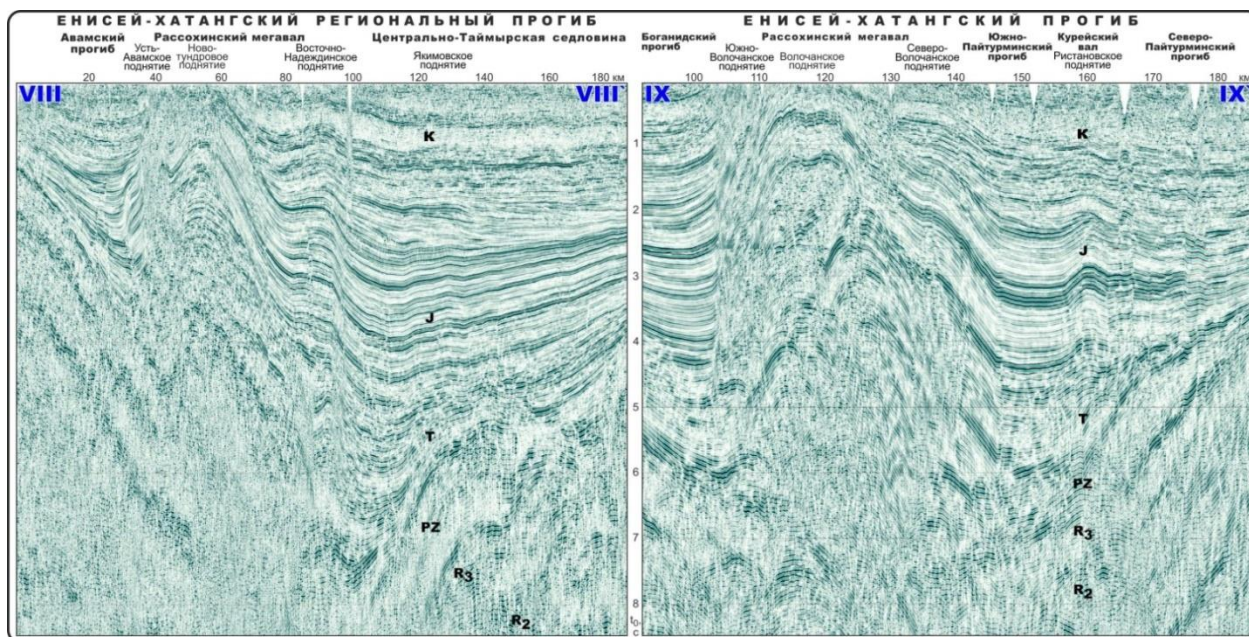 ЕНИСЕЙ-ХАТАНГСКИЙ РЕГИОНАЛЬНЫЙ ПРОГИБ
Авамский прогиб
Рассохинский мегавал
Центрально-Таймырская седловина
Усть-Авамское поднятие
Ново-тундровое поднятие
Восточно-Надеждинское поднятие
Якимовское поднятие
20 40 60 80 100 120 140 160 180 км
VIII
VIII`
К
J
T
PZ
R3
R2
ЕНИСЕЙ-ХАТАНГСКИЙ ПРОГИБ
Боганидский прогиб
Рассохинский мегавал
Южно-Пайтурминский прогиб
Курейский вал
Северо-Пайтурминский прогиб
Южно-Волочанское поднятие
Волочанское поднятие
Северо-Волочанское поднятие
Ристановское поднятие
100 110 120 130 140 150 160 170 180 км
IX
IX`
1
2
3
4
5
6
7
8
t0
с
К
J
T
PZ
R3
R2